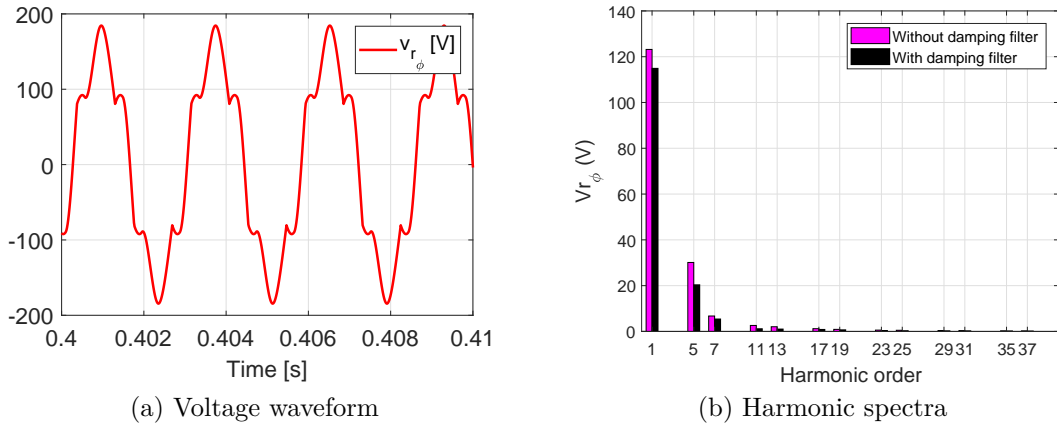 200
100
0
-100
-200
0.4
0.402
0.404
0.406
0.408
0.41
Time [s]
v_{r_ϕ} [V]
(a) Voltage waveform
140
120
100
80
60
40
20
0
Vr_ϕ (V)
Without damping filter
With damping filter
1 5 7 11 13 17 19 23 25 29 31 35 37
Harmonic order
(b) Harmonic spectra